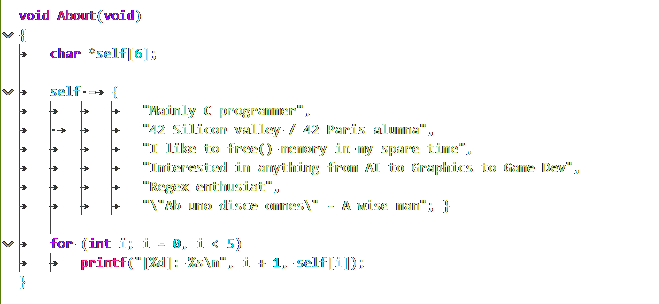 void About(void)
{
char *self[6];
self = {
"Mainly C programmer",
"42 Silicon valley / 42 Paris alumna",
"I like to free() memory in my spare time",
"Interested in anything from AI to Graphics to Game Dev",
"Regex enthustat",
"\"Ab uno disce omnes\" - A wise man"; }
for (int i; i = 0, i < 5)
printf("[%d]: %s\n", i + 1, self[i]);
}